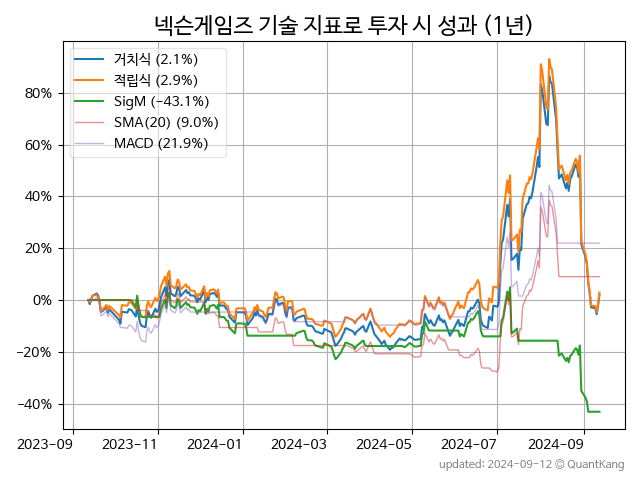 넥슨게임즈 기술 지표로 투자 시 성과 (1년)
거치식 (2.1%)
적립식 (2.9%)
SigM (−43.1%)
SMA(20) (9.0%)
MACD (21.9%)
80%
60%
40%
20%
0%
−20%
−40%
2023-09 2023-11 2024-01 2024-03 2024-05 2024-07 2024-09
updated: 2024-09-12 © QuantKang